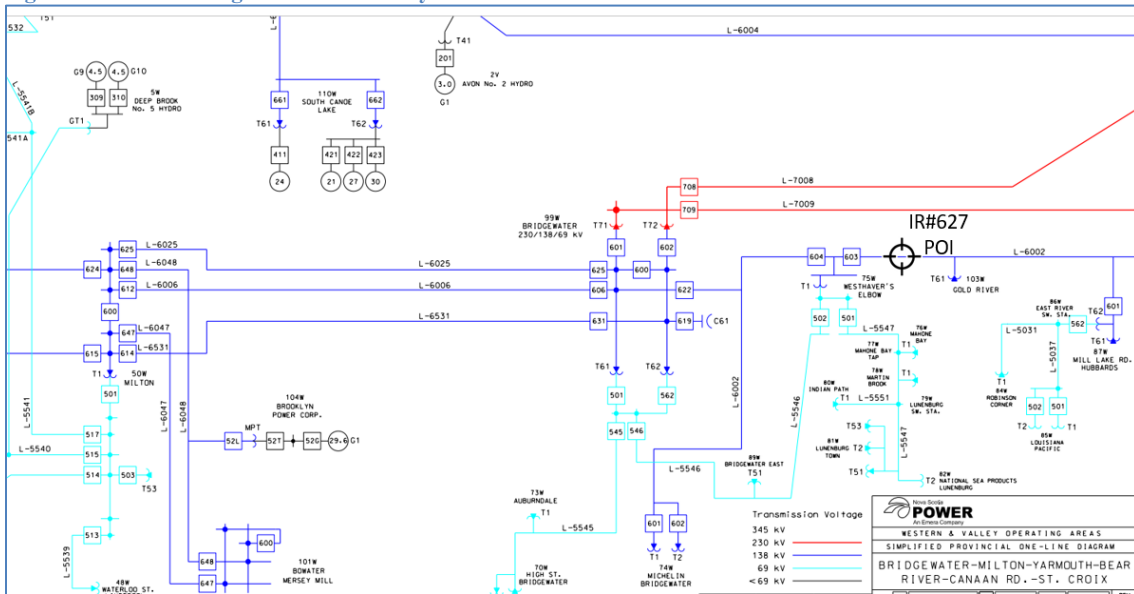 532
T51
L-6004
T41
201
3.0
G1
2V
AVON No. 2 HYDRO
G9
4.5
4.5
G10
309
310
5W
DEEP BROOK
No. 5 HYDRO
GT1
L-5541B
541A
661
110W
SOUTH CANOE
LAKE
662
T61
T62
411
421
422
423
24
21
27
30
708
L-7008
709
L-7009
99W
BRIDGEWATER
230/138/69 kV
T71
T72
601
602
IR#627
POI
625
L-6025
624
648
L-6048
L-6025
625
600
612
L-6006
L-6006
606
622
604
603
L-6002
T1
75W
WESTHAVER'S
ELBOW
T61
103W
GOLD RIVER
600
647
L-6047
L-6531
631
619
C61
615
614
L-6531
T1
50W
MILTON
T61
T62
502
501
L-5547
76W
MAHONE
BAY
T1
77W
MAHONE BAY
TAP
78W
MARTIN
BROOK
T1
80W
INDIAN PATH
T1
L-5551
79W
LUNENBURG
SW. STA.
86W
EAST RIVER
SW. STA.
L-5031
562
T62
601
T61
87W
MILL LAKE RD.
HUBBARDS
T1
84W
ROBINSON
CORNER
L-5037
502
501
T2
T1
85W
LOUISIANA
PACIFIC
501
501
562
L-6002
L-5541
L-6047
L-6048
104W
BROOKLYN
POWER CORP.
MPT
52L
52T
52G
29.6
G1
517
515
L-5540
514
503
T53
545
546
L-5546
L-5546
89W
BRIDGEWATER EAST
T51
T53
81W
LUNENBURG
TOWN
T2
T51
L-5547
T2
82W
NATIONAL SEA PRODUCTS
LUNENBURG
73W
AUBURNDALE
T1
L-5545
513
L-5539
48W
WATERLOO ST.
600
648
647
101W
BOWATER
MERSEY MILL
70W
HIGH ST.
BRIDGEWATER
601
602
T1
T2
74W
MICHELIN
BRIDGEWATER
Transmission Voltage
345 kV
230 kV
138 kV
69 kV
<69 kV
Nova Scotia
POWER
An Emera Company
WESTERN & VALLEY OPERATING AREAS
SIMPLIFIED PROVINCIAL ONE-LINE DIAGRAM
BRIDGEWATER-MILTON-YARMOUTH-BEAR
RIVER-CANAAN RD.-ST. CROIX